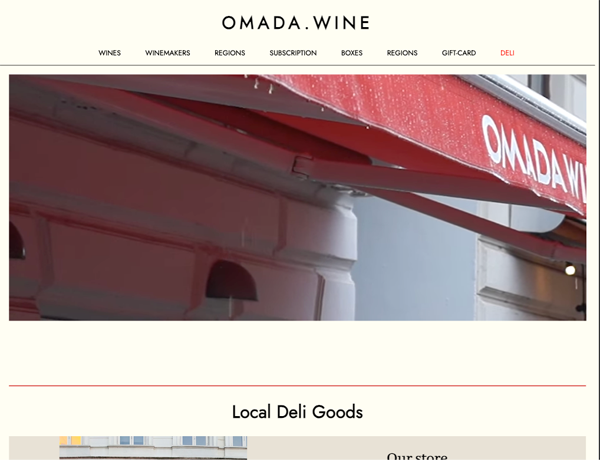 OMADA.WINE
WINES WINEMAKERS REGIONS SUBSCRIPTION BOXES REGIONS GIFT-CARD DELI
OMADA WI
Local Deli Goods
Our store